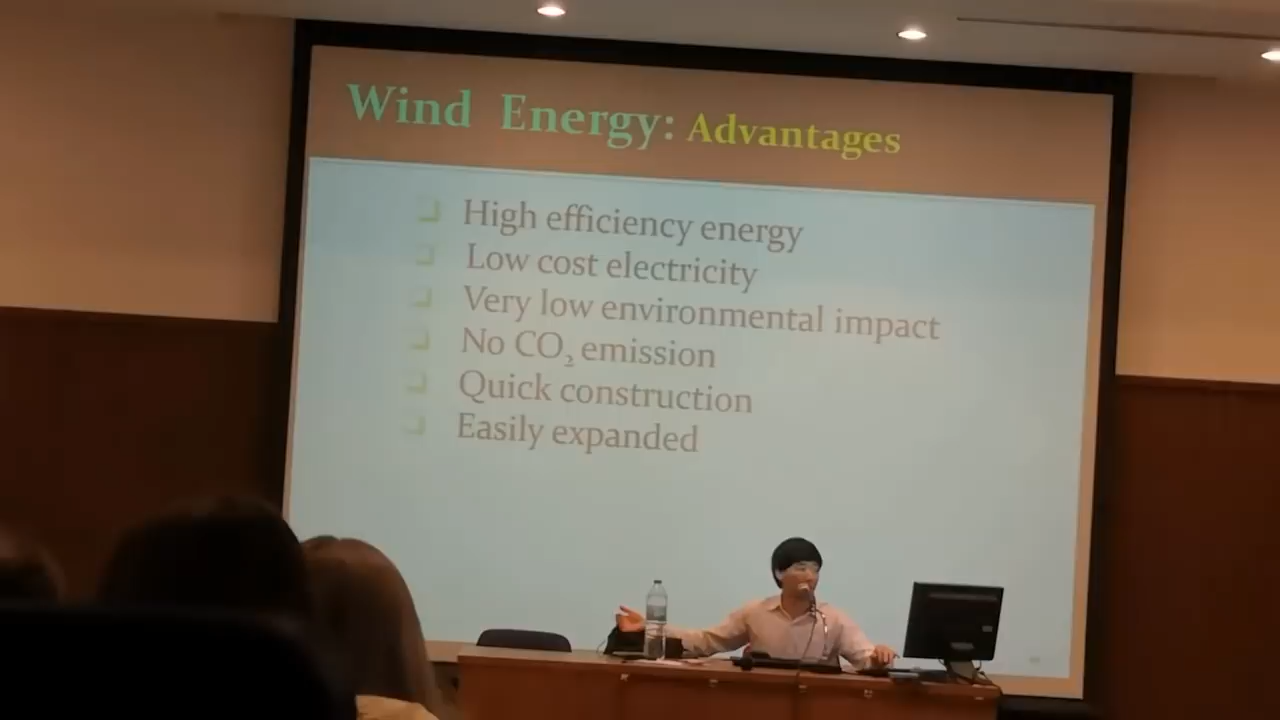 Wind Energy: Advantages
High efficiency energy
Low cost electricity
Very low environmental impact
No CO₂ emission
Quick construction
Easily expanded